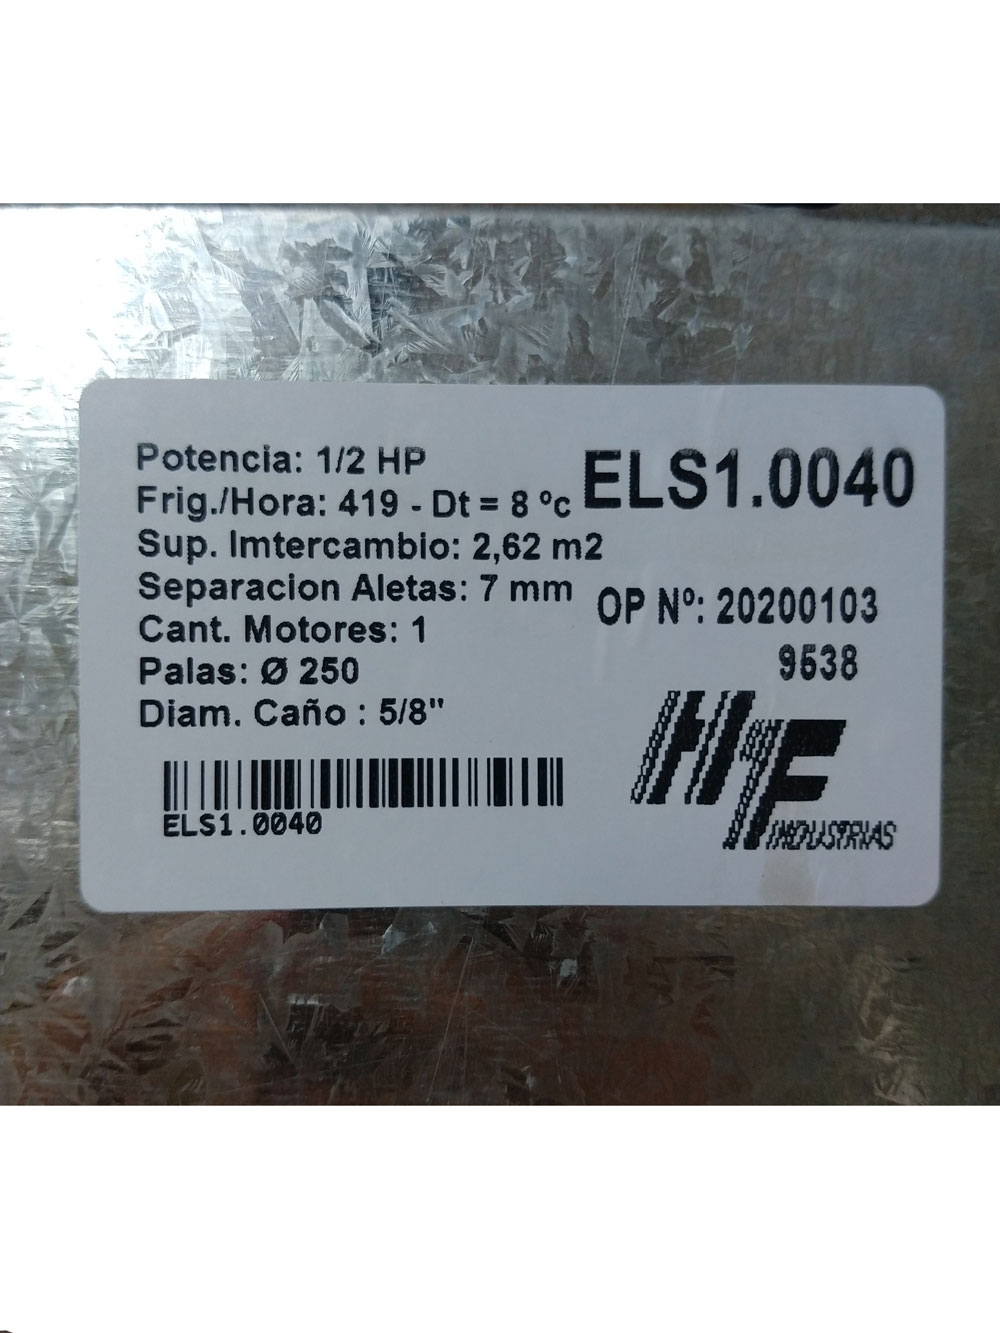 Potencia: 1/2 HP
Frig./Hora: 419 - Dt = 8 ºc
ELS1.0040
Sup. Imtercambio: 2,62 m2
Separacion Aletas: 7 mm
OP Nº: 20200103
Cant. Motores: 1
9538
Palas: Ø 250
Diam. Caño : 5/8"
HF
INDUSTRIAS
ELS1.0040